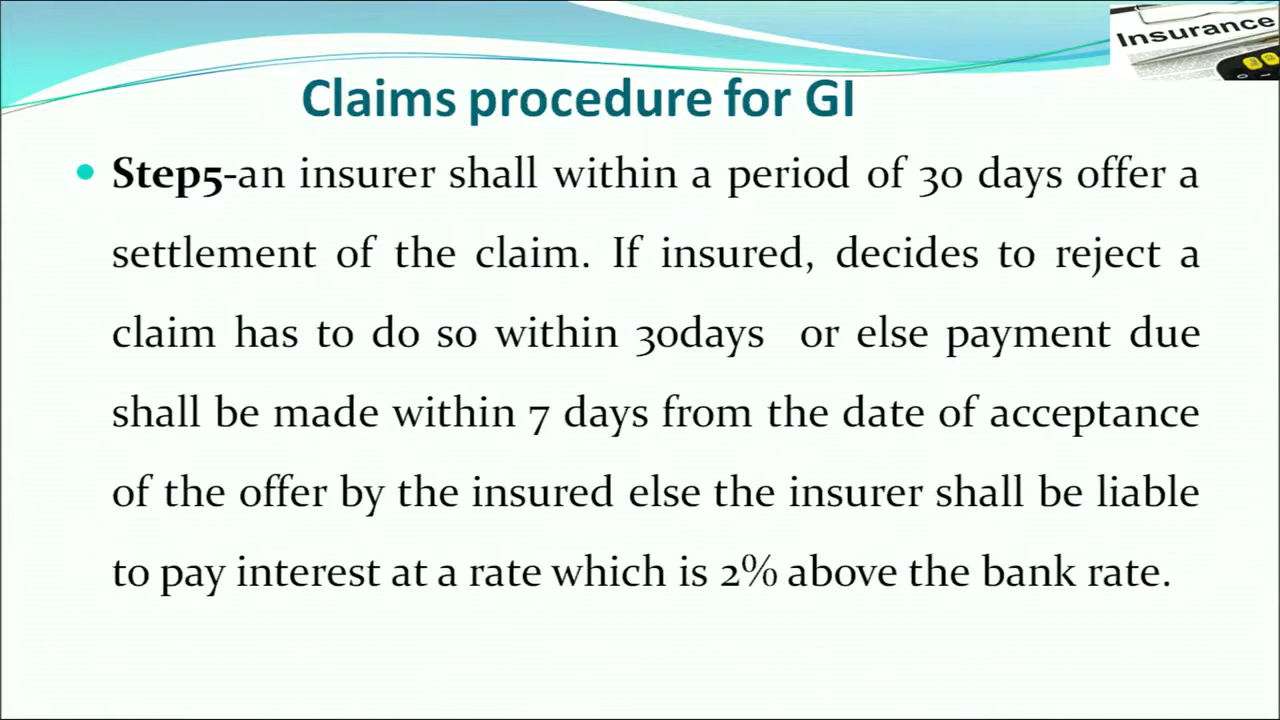 Insurance
Claims procedure for GI
• Step5-an insurer shall within a period of 30 days offer a
settlement of the claim. If insured, decides to reject a
claim has to do so within 30days or else payment due
shall be made within 7 days from the date of acceptance
of the offer by the insured else the insurer shall be liable
to pay interest at a rate which is 2% above the bank rate.